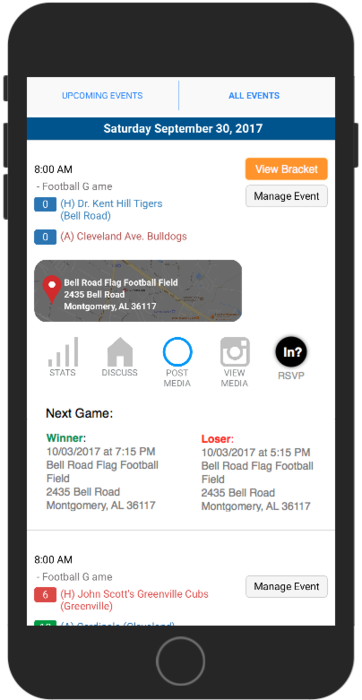 UPCOMING EVENTS
ALL EVENTS
Saturday September 30, 2017
8:00 AM
View Bracket
- Football G ame
Manage Event
0 (H) Dr. Kent Hill Tigers
(Bell Road)
0 (A) Cleveland Ave. Bulldogs
Bell Road Flag Football Field
2435 Bell Road
Montgomery, AL 36117
In?
STATS
DISCUSS
POST
MEDIA
VIEW
MEDIA
RSVP
Next Game:
Winner:
10/03/2017 at 7:15 PM
Bell Road Flag Football
Field
2435 Bell Road
Montgomery, AL 36117
Loser:
10/03/2017 at 5:15 PM
Bell Road Flag Football
Field
2435 Bell Road
Montgomery, AL 36117
8:00 AM
- Football G ame
Manage Event
6 (H) John Scott's Greenville Cubs
(Greenville)
(A) Cardinals (Cleveland)